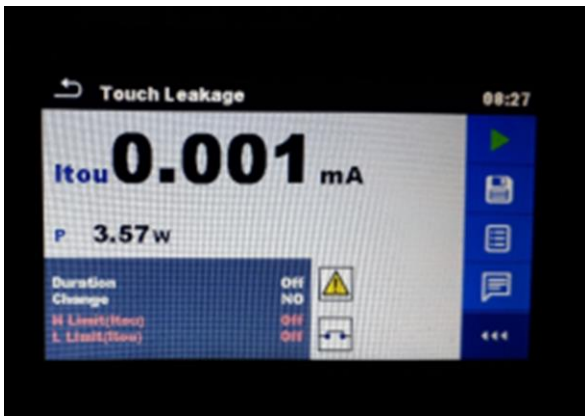 Touch Leakage 08:27
Itou 0.001 mA
P 3.57 W
Duration Off
Change NO
H Limit(Itou) Off
L Limit(Itou) Off